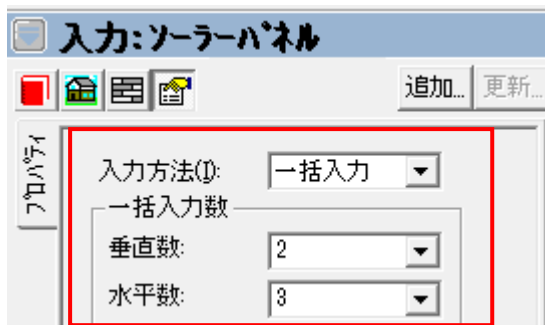 入力:ソーラーパネル
追加... 更新...
プロパティ
入力方法(I): 一括入力
一括入力数
垂直数: 2
水平数: 3